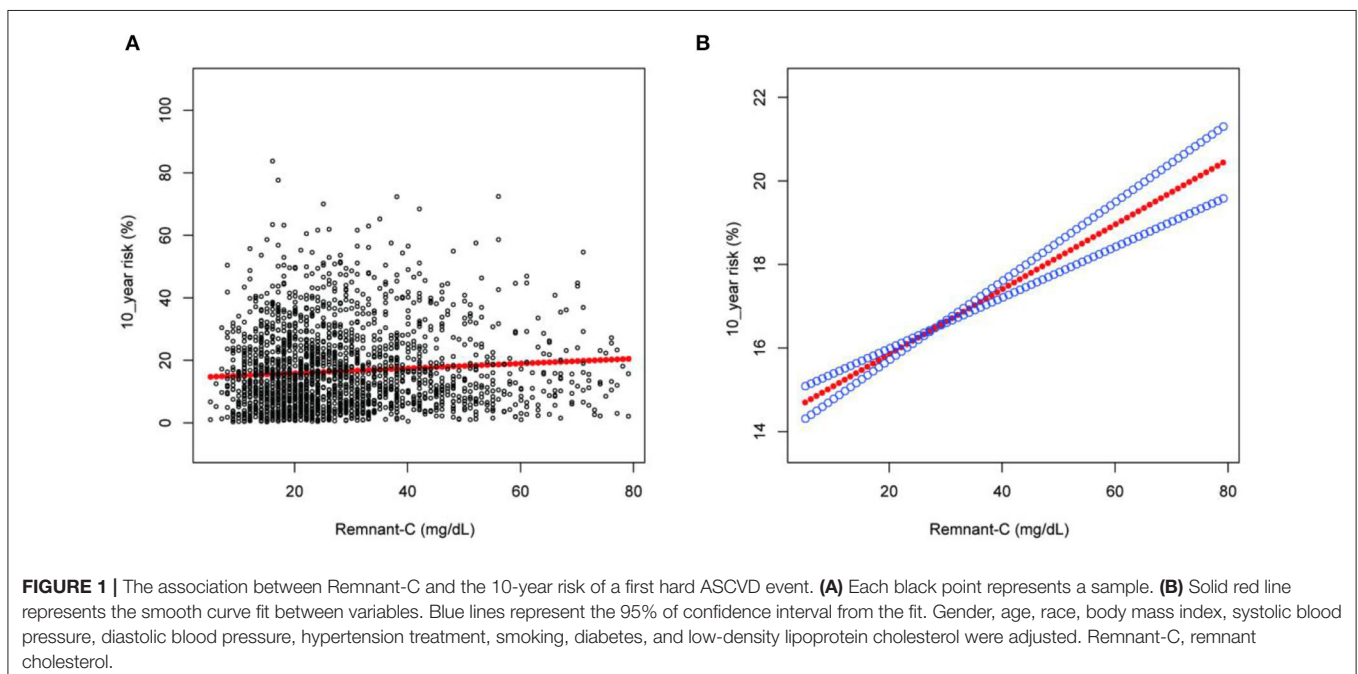 A
B
100
80
60
40
20
0
10_year risk (%)
20
40
60
80
Remnant-C (mg/dL)
22
20
18
16
14
10_year risk (%)
20
40
60
80
Remnant-C (mg/dL)
FIGURE 1 | The association between Remnant-C and the 10-year risk of a first hard ASCVD event. (A) Each black point represents a sample. (B) Solid red line
represents the smooth curve fit between variables. Blue lines represent the 95% of confidence interval from the fit. Gender, age, race, body mass index, systolic blood
pressure, diastolic blood pressure, hypertension treatment, smoking, diabetes, and low-density lipoprotein cholesterol were adjusted. Remnant-C, remnant
cholesterol.